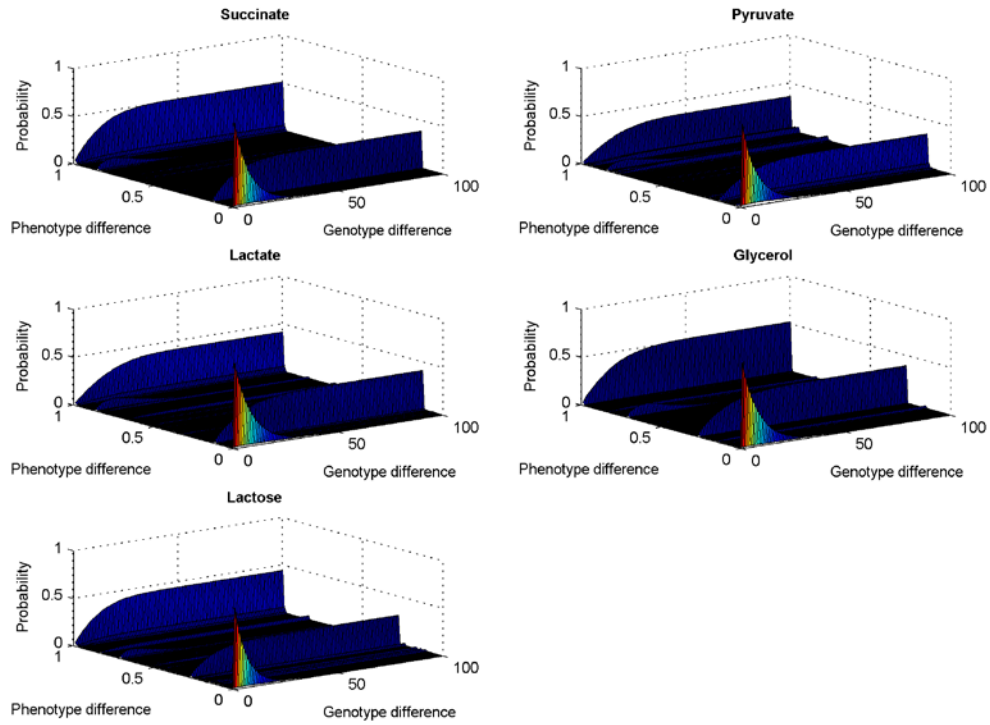 Succinate
Probability
1
0.5
0
1
0.5
0
0
50
100
Phenotype difference
Genotype difference
Pyruvate
Probability
1
0.5
0
1
0.5
0
0
50
100
Phenotype difference
Genotype difference
Lactate
Probability
1
0.5
0
1
0.5
0
0
50
100
Phenotype difference
Genotype difference
Glycerol
Probability
1
0.5
0
1
0.5
0
0
50
100
Phenotype difference
Genotype difference
Lactose
Probability
1
0.5
0
1
0.5
0
0
50
100
Phenotype difference
Genotype difference